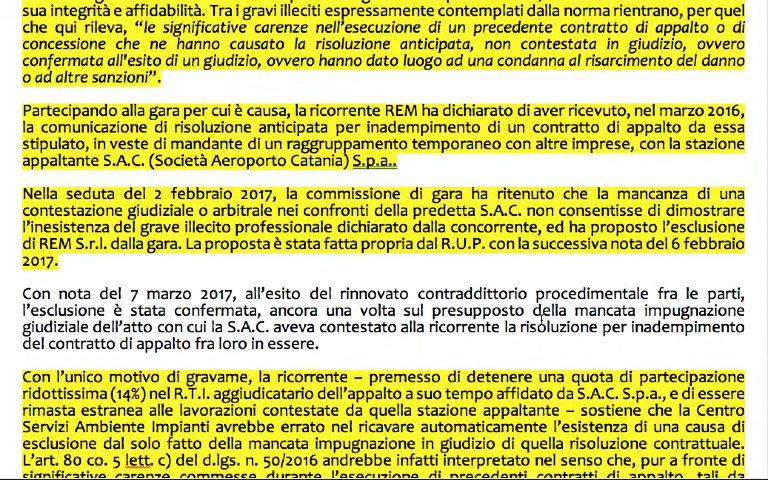 sua integrità e affidabilità. Tra i gravi illeciti espressamente contemplati dalla norma rientrano, per quel
che qui rileva, “le significative carenze nell’esecuzione di un precedente contratto di appalto o di
concessione che ne hanno causato la risoluzione anticipata, non contestata in giudizio, ovvero
confermata all’esito di un giudizio, ovvero hanno dato luogo ad una condanna al risarcimento del danno
o ad altre sanzioni”.
Partecipando alla gara per cui è causa, la ricorrente REM ha dichiarato di aver ricevuto, nel marzo 2016,
la comunicazione di risoluzione anticipata per inadempimento di un contratto di appalto da essa
stipulato, in veste di mandante di un raggruppamento temporaneo con altre imprese, con la stazione
appaltante S.A.C. (Società Aeroporto Catania) S.p.a..
Nella seduta del 2 febbraio 2017, la commissione di gara ha ritenuto che la mancanza di una
contestazione giudiziale o arbitrale nei confronti della predetta S.A.C. non consentisse di dimostrare
l’inesistenza del grave illecito professionale dichiarato dalla concorrente, ed ha proposto l’esclusione
di REM S.r.l. dalla gara. La proposta è stata fatta propria dal R.U.P. con la successiva nota del 6 febbraio
2017.
Con nota del 7 marzo 2017, all’esito del rinnovato contraddittorio procedimentale fra le parti,
l’esclusione è stata confermata, ancora una volta sul presupposto della mancata impugnazione
giudiziale dell’atto con cui la S.A.C. aveva contestato alla ricorrente la risoluzione per inadempimento
del contratto di appalto fra loro in essere.
Con l’unico motivo di gravame, la ricorrente – premesso di detenere una quota di partecipazione
ridottissima (14%) nel R.T.I. aggiudicatario dell’appalto a suo tempo affidato da S.A.C. S.p.a., e di essere
rimasta estranea alle lavorazioni contestate da quella stazione appaltante – sostiene che la Centro
Servizi Ambiente Impianti avrebbe errato nel ricavare automaticamente l’esistenza di una causa di
esclusione dal solo fatto della mancata impugnazione in giudizio di quella risoluzione contrattuale.
L’art. 80 co. 5 lett. c) del d.lgs. n. 50/2016 andrebbe infatti interpretato nel senso che, pur a fronte di
significative carenze commesse durante l’esecuzione di precedenti contratti di appalto, tali da